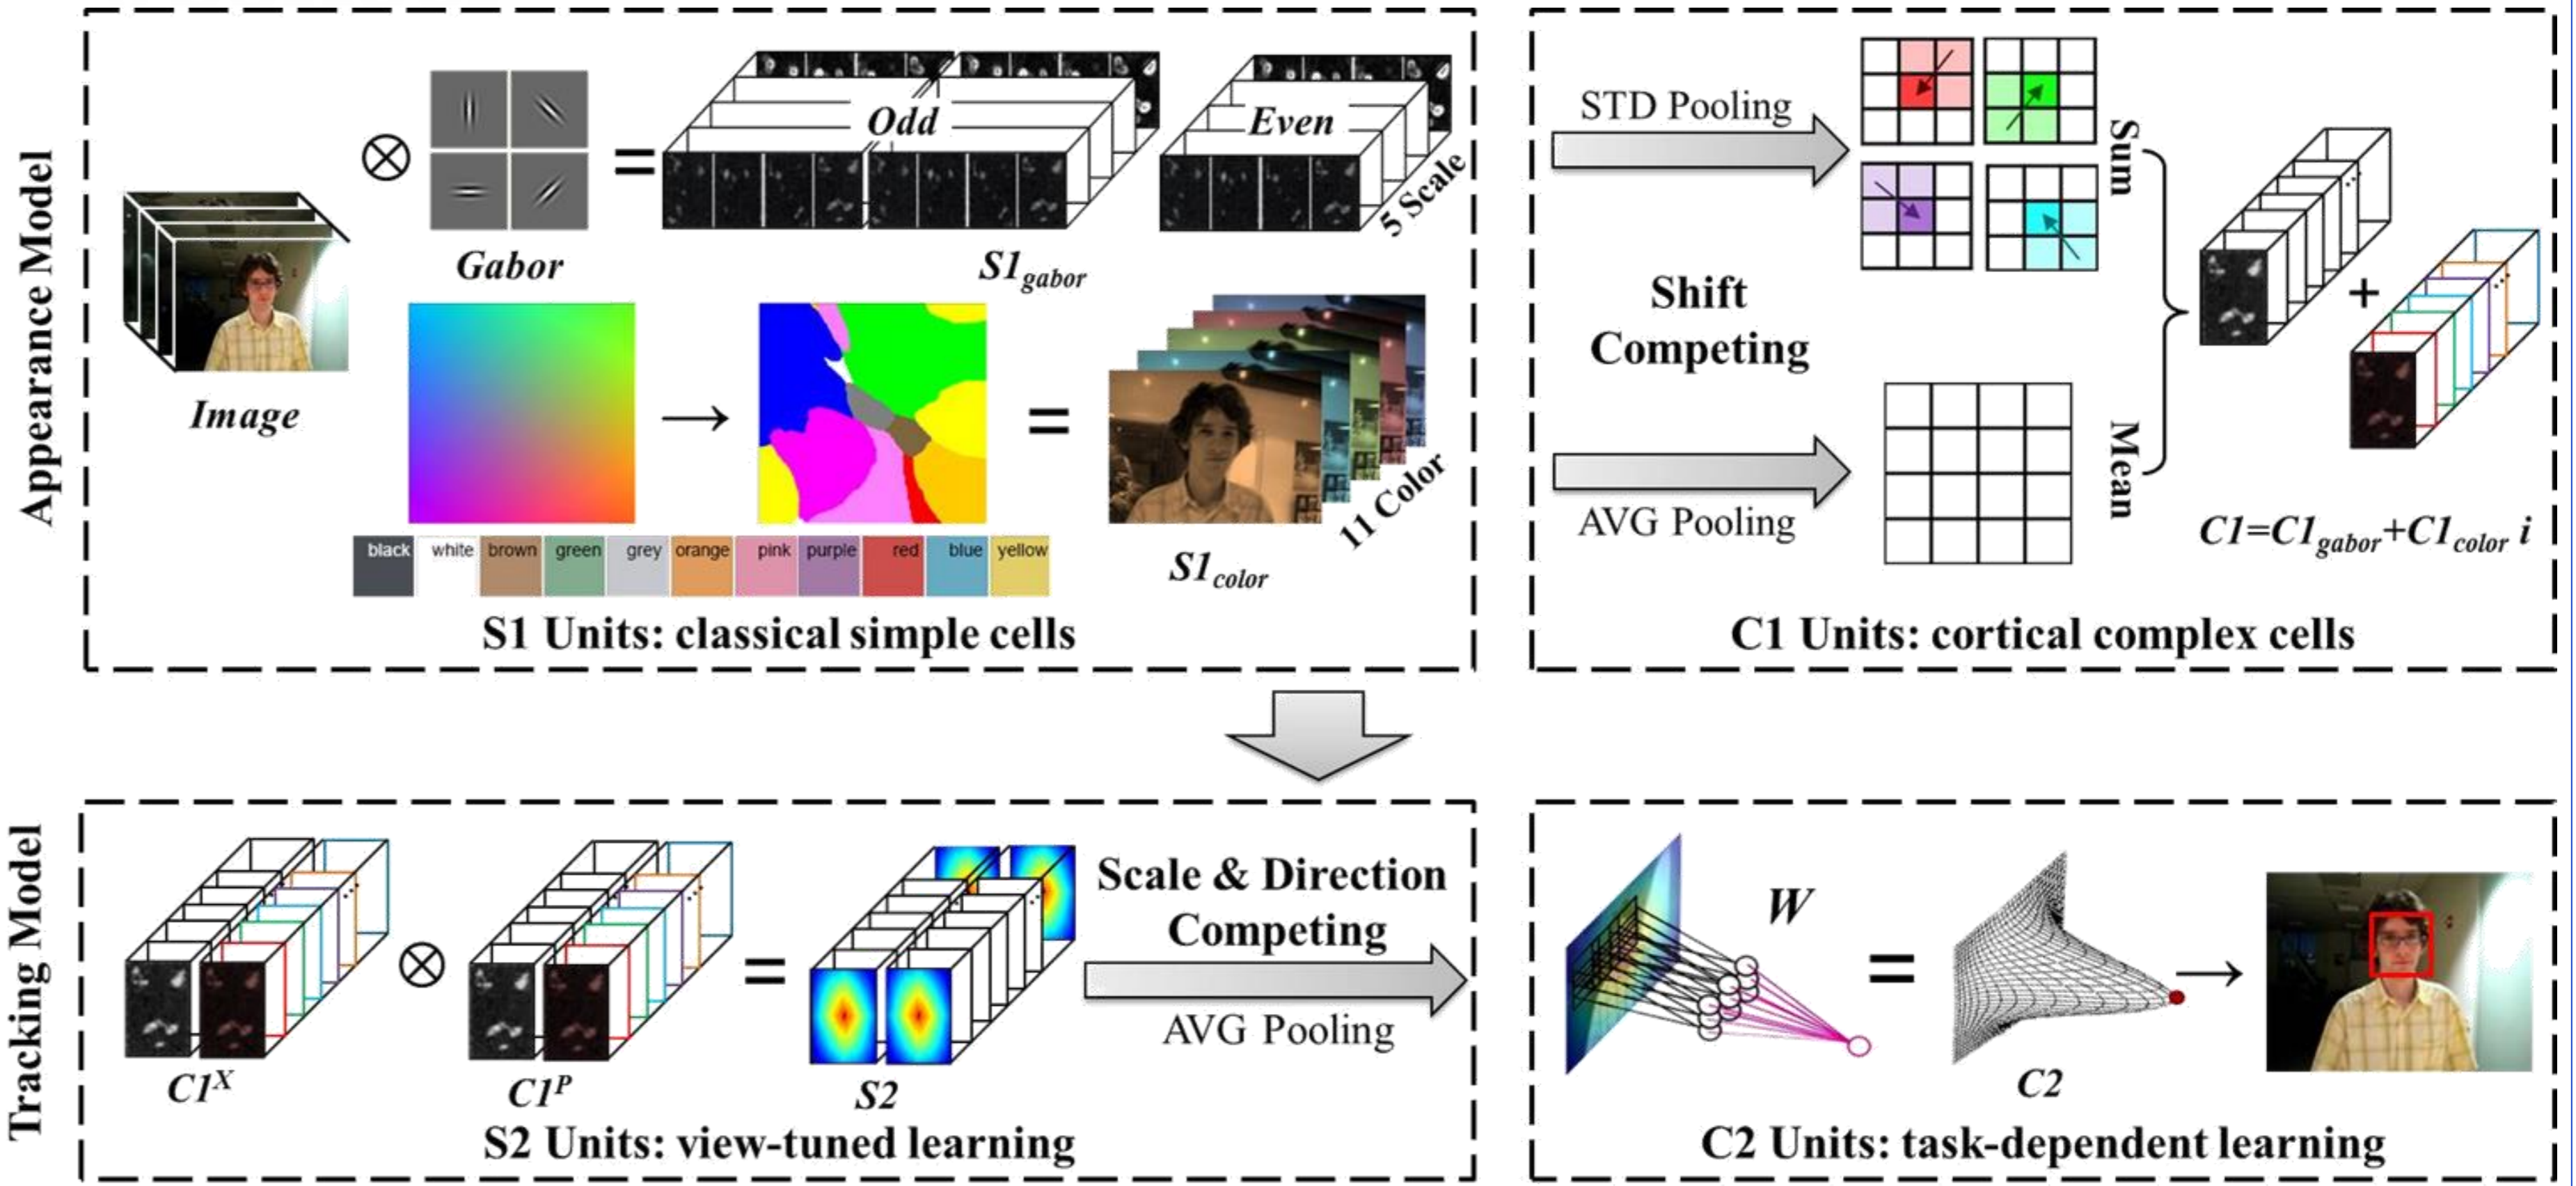 Appearance Model
Image
Gabor
Odd
Even
5 Scale
S1gabor
black white brown green grey orange pink purple red blue yellow
11 Color
S1color
S1 Units: classical simple cells
STD Pooling
Shift
Competing
AVG Pooling
Sum
Mean
+
C1=C1gabor+C1color i
C1 Units: cortical complex cells
Tracking Model
C1X
C1P
=
S2
Scale & Direction
Competing
AVG Pooling
S2 Units: view-tuned learning
W
=
C2
C2 Units: task-dependent learning